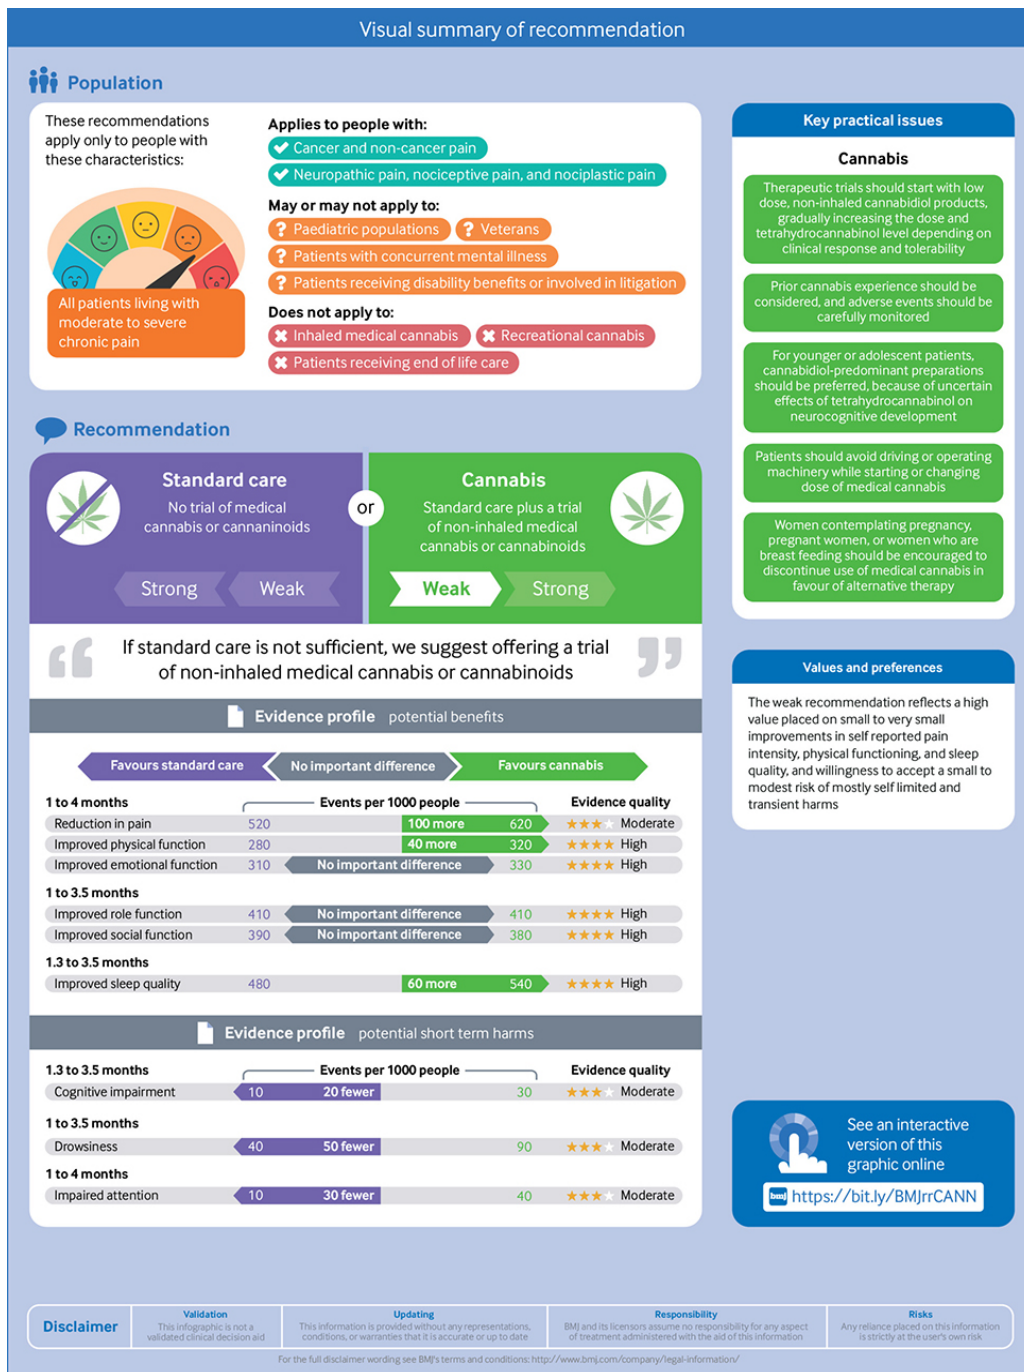 Visual summary of recommendation
Population
These recommendations
apply only to people with
these characteristics:
All patients living with
moderate to severe
chronic pain
Applies to people with:
Cancer and non-cancer pain
Neuropathic pain, nociceptive pain, and nociplastic pain
May or may not apply to:
? Paediatric populations ? Veterans
? Patients with concurrent mental illness
? Patients receiving disability benefits or involved in litigation
Does not apply to:
Inhaled medical cannabis Recreational cannabis
Patients receiving end of life care
Recommendation
Standard care
No trial of medical
cannabis or cannaninoids
Strong Weak
or
Cannabis
Standard care plus a trial
of non-inhaled medical
cannabis or cannabinoids
Weak Strong
“ If standard care is not sufficient, we suggest offering a trial
of non-inhaled medical cannabis or cannabinoids ”
Evidence profile potential benefits
Favours standard care No important difference Favours cannabis
1 to 4 months Events per 1000 people Evidence quality
Reduction in pain 520 100 more 620 Moderate
Improved physical function 280 40 more 320 High
Improved emotional function 310 No important difference 330 High
1 to 3.5 months
Improved role function 410 No important difference 410 High
Improved social function 390 No important difference 380 High
1.3 to 3.5 months
Improved sleep quality 480 60 more 540 High
Evidence profile potential short term harms
1.3 to 3.5 months Events per 1000 people Evidence quality
Cognitive impairment 10 20 fewer 30 Moderate
1 to 3.5 months
Drowsiness 40 50 fewer 90 Moderate
1 to 4 months
Impaired attention 10 30 fewer 40 Moderate
Key practical issues
Cannabis
Therapeutic trials should start with low
dose, non-inhaled cannabidiol products,
gradually increasing the dose and
tetrahydrocannabinol level depending on
clinical response and tolerability
Prior cannabis experience should be
considered, and adverse events should be
carefully monitored
For younger or adolescent patients,
cannabidiol-predominant preparations
should be preferred, because of uncertain
effects of tetrahydrocannabinol on
neurocognitive development
Patients should avoid driving or operating
machinery while starting or changing
dose of medical cannabis
Women contemplating pregnancy,
pregnant women, or women who are
breast feeding should be encouraged to
discontinue use of medical cannabis in
favour of alternative therapy
Values and preferences
The weak recommendation reflects a high
value placed on small to very small
improvements in self reported pain
intensity, physical functioning, and sleep
quality, and willingness to accept a small to
modest risk of mostly self limited and
transient harms
See an interactive
version of this
graphic online
bmj https://bit.ly/BMJrrCANN
Disclaimer
Validation
This infographic is not a
validated clinical decision aid
Updating
This information is provided without any representations,
conditions, or warranties that it is accurate or up to date
Responsibility
BMJ and its licensors assume no responsibility for any aspect
of treatment administered with the aid of this information
Risks
Any reliance placed on this information
is strictly at the user's own risk
For the full disclaimer wording see BMJ's terms and conditions: http://www.bmj.com/company/legal-information/